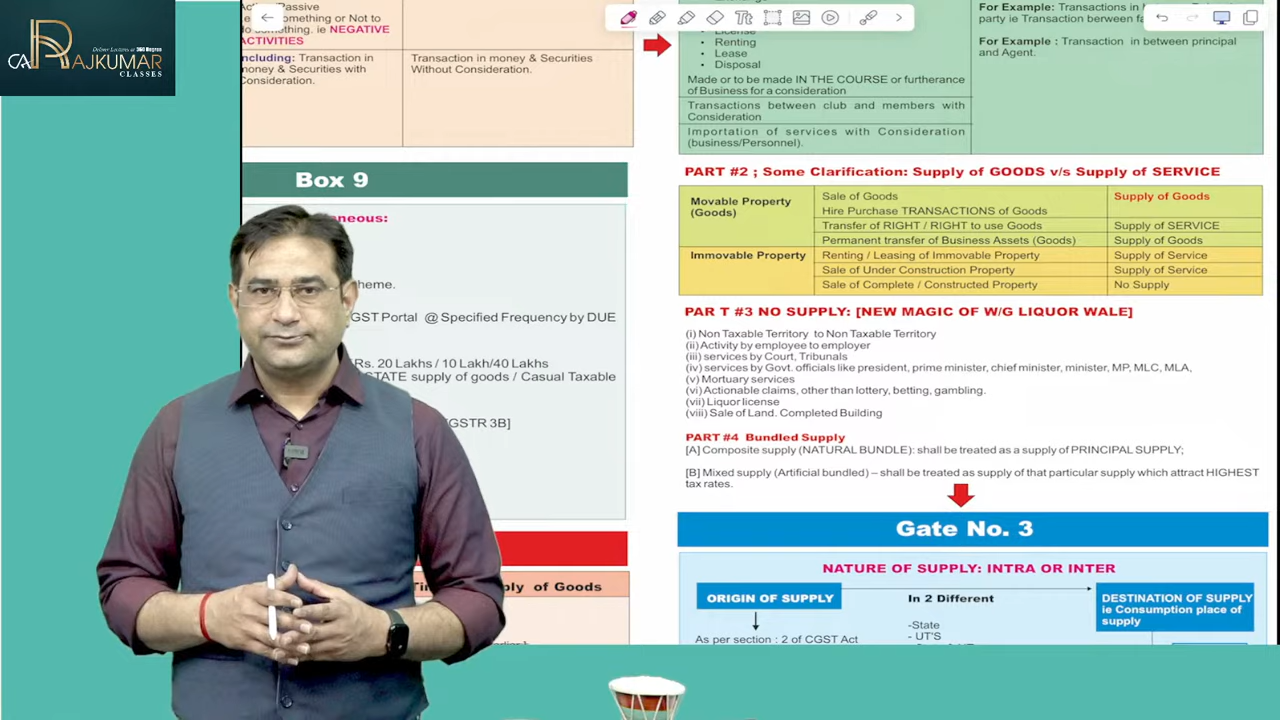 Deliver Lectures at 360 Degree
CA RAJKUMAR
CLASSES
Active/Passive
something or Not to
do something. ie NEGATIVE
ACTIVITIES
Including: Transaction in
money & Securities with
Consideration.
Transaction in money & Securities
Without Consideration.
Box 9
neous:
heme.
GST Portal @ Specified Frequency by DUE
Rs. 20 Lakhs / 10 Lakh/40 Lakhs
STATE supply of goods / Casual Taxable
GSTR 3B]
ply of Goods
• License
• Renting
• Lease
• Disposal
Made or to be made IN THE COURSE or furtherance
of Business for a consideration
Transactions between club and members with
Consideration
Importation of services with Consideration
(business/Personnel).
For Example: Transactions in
party ie Transaction between
For Example : Transaction in between principal
and Agent.
PART #2 ; Some Clarification: Supply of GOODS v/s Supply of SERVICE
Movable Property
(Goods)
Sale of Goods
Supply of Goods
Hire Purchase TRANSACTIONS of Goods
Transfer of RIGHT / RIGHT to use Goods
Supply of SERVICE
Permanent transfer of Business Assets (Goods)
Supply of Goods
Immovable Property
Renting / Leasing of Immovable Property
Supply of Service
Sale of Under Construction Property
Supply of Service
Sale of Complete / Constructed Property
No Supply
PAR T #3 NO SUPPLY: [NEW MAGIC OF W/G LIQUOR WALE]
(i) Non Taxable Territory to Non Taxable Territory
(ii) Activity by employee to employer
(iii) services by Court, Tribunals
(iv) services by Govt. officials like president, prime minister, chief minister, minister, MP, MLC, MLA,
(v) Mortuary services
(vi) Actionable claims, other than lottery, betting, gambling.
(vii) Liquor license
(viii) Sale of Land. Completed Building
PART #4 Bundled Supply
[A] Composite supply (NATURAL BUNDLE): shall be treated as a supply of PRINCIPAL SUPPLY;
[B] Mixed supply (Artificial bundled) – shall be treated as supply of that particular supply which attract HIGHEST
tax rates.
Gate No. 3
NATURE OF SUPPLY: INTRA OR INTER
ORIGIN OF SUPPLY
In 2 Different
DESTINATION OF SUPPLY
ie Consumption place of
supply
-State
- UT'S
As per section : 2 of CGST Act